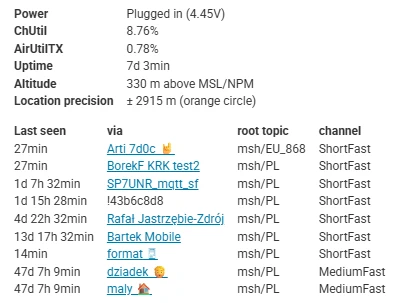 Power Plugged in (4.45V)
ChUtil 8.76%
AirUtilTX 0.78%
Uptime 7d 3min
Altitude 330 m above MSL/NPM
Location precision ± 2915 m (orange circle)
Last seen via root topic channel
27min Arti 7d0c 🤘 msh/EU_868 ShortFast
27min BorekF KRK test2 msh/PL ShortFast
1d 7h 32min SP7UNR_mqtt_sf msh/PL ShortFast
1d 15h 28min !43b6c8d8 msh/PL ShortFast
4d 22h 32min Rafał Jastrzębie-Zdrój msh/PL ShortFast
13d 17h 32min Bartek Mobile msh/PL ShortFast
14min format msh/PL ShortFast
47d 7h 9min dziadek 👴 msh/PL MediumFast
47d 7h 9min maly 🏠 msh/PL MediumFast